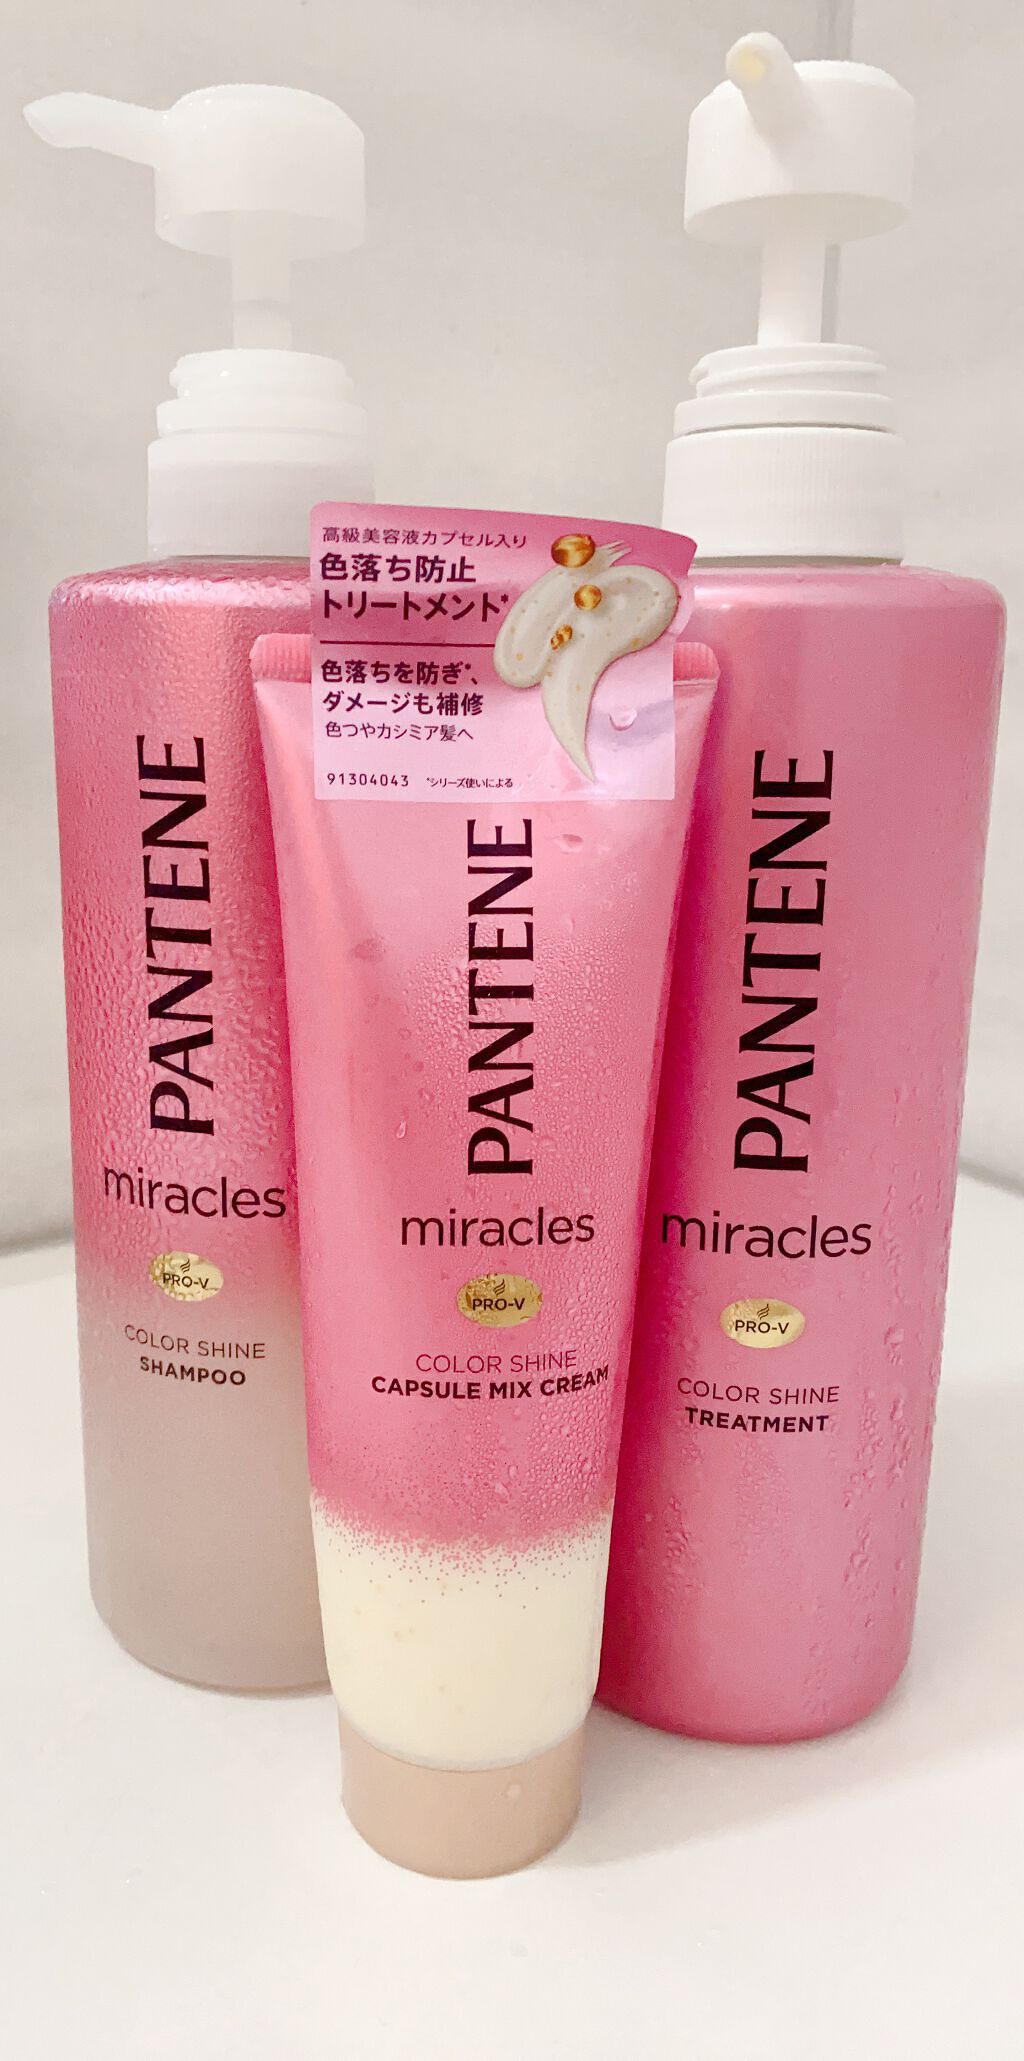 PANTENE
miracles
PRO-V
COLOR SHINE
SHAMPOO
高級美容液カプセル入り
色落ち防止
トリートメント*
色落ちを防ぎ*、
ダメージも補修
色つやカシミア髪へ
91304043 *シリーズ使いによる
PANTENE
miracles
PRO-V
COLOR SHINE
CAPSULE MIX CREAM
PANTENE
miracles
PRO-V
COLOR SHINE
TREATMENT